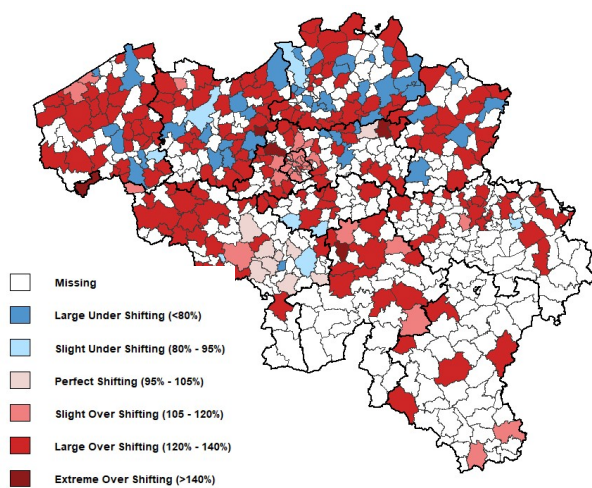 Missing
Large Under Shifting (<80%)
Slight Under Shifting (80% - 95%)
Perfect Shifting (95% - 105%)
Slight Over Shifting (105 - 120%)
Large Over Shifting (120% - 140%)
Extreme Over Shifting (>140%)